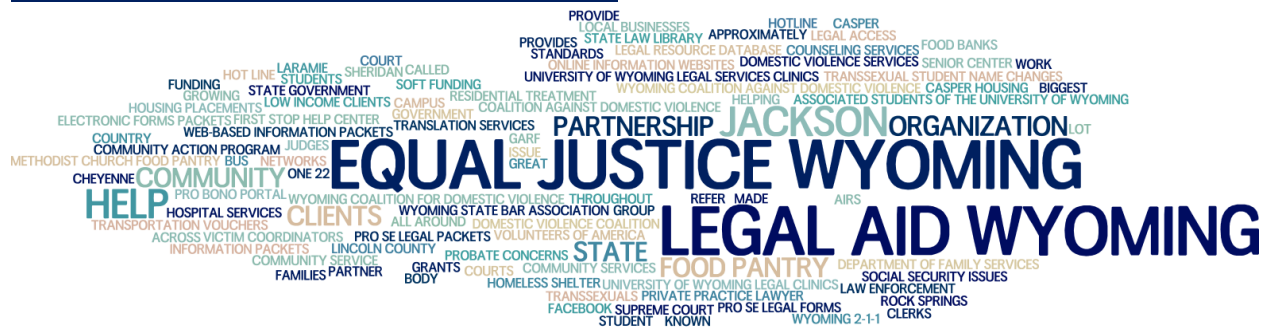 PROVIDE
LOCAL BUSINESSES
HOTLINE
CASPER
PROVIDES
STATE LAW LIBRARY
APPROXIMATELY
LEGAL ACCESS
STANDARDS
LEGAL RESOURCE DATABASE
COUNSELING SERVICES
FOOD BANKS
COURT
ONLINE INFORMATION WEBSITES
DOMESTIC VIOLENCE SERVICES
SENIOR CENTER
WORK
HOT LINE
LARAMIE
STUDENTS
SHERIDAN
CALLED
UNIVERSITY OF WYOMING LEGAL SERVICES CLINICS
TRANSSEXUAL STUDENT NAME CHANGES
FUNDING
STATE GOVERNMENT
SOFT FUNDING
WYOMING COALITION AGAINST DOMESTIC VIOLENCE
CASPER HOUSING
BIGGEST
GROWING
LOW INCOME CLIENTS
CAMPUS
RESIDENTIAL TREATMENT
HELPING
ASSOCIATED STUDENTS OF THE UNIVERSITY OF WYOMING
HOUSING PLACEMENTS
GOVERNMENT
COALITION AGAINST DOMESTIC VIOLENCE
ELECTRONIC FORMS PACKETS
FIRST STOP HELP CENTER
TRANSLATION SERVICES
PARTNERSHIP
JACKSON
ORGANIZATION
LOT
WEB-BASED INFORMATION PACKETS
COUNTRY
JUDGES
GARF
COMMUNITY ACTION PROGRAM
ISSUE
METHODIST CHURCH FOOD PANTRY
BUS
NETWORKS
GREAT
EQUAL JUSTICE WYOMING
CHEYENNE
COMMUNITY
ONE 22
PRO BONO PORTAL
WYOMING COALITION FOR DOMESTIC VIOLENCE
THROUGHOUT
REFER
MADE
AIRS
HELP
HOSPITAL SERVICES
CLIENTS
WYOMING STATE BAR ASSOCIATION
GROUP
LEGAL AID WYOMING
TRANSPORTATION VOUCHERS
ALL AROUND
DOMESTIC VIOLENCE COALITION
ACROSS
VICTIM COORDINATORS
PRO SE LEGAL PACKETS
VOLUNTEERS OF AMERICA
INFORMATION PACKETS
LINCOLN COUNTY
PROBATE CONCERNS
STATE
COMMUNITY SERVICE
GRANTS
COURTS
COMMUNITY SERVICES
FOOD PANTRY
DEPARTMENT OF FAMILY SERVICES
FAMILIES
PARTNER
BODY
HOMELESS SHELTER
UNIVERSITY OF WYOMING LEGAL CLINICS
SOCIAL SECURITY ISSUES
LAW ENFORCEMENT
TRANSSEXUALS
PRIVATE PRACTICE LAWYER
ROCK SPRINGS
FACEBOOK
SUPREME COURT
PRO SE LEGAL FORMS
CLERKS
STUDENT
KNOWN
WYOMING 2-1-1